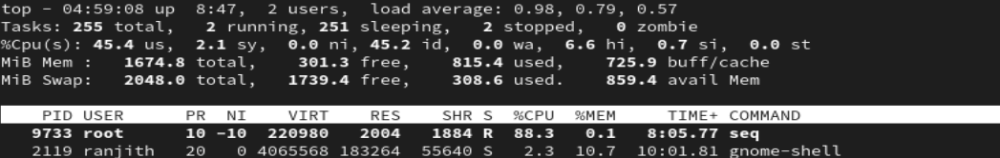 top - 04:59:08 up  8:47,  2 users,  load average: 0.98, 0.79, 0.57
Tasks: 255 total,   2 running, 251 sleeping,   2 stopped,   0 zombie
%Cpu(s): 45.4 us,  2.1 sy,  0.0 ni, 45.2 id,  0.0 wa,  6.6 hi,  0.7 si,  0.0 st
MiB Mem :   1674.8 total,    301.3 free,    815.4 used,    725.9 buff/cache
MiB Swap:   2048.0 total,   1739.4 free,    308.6 used.    859.4 avail Mem
PID USER      PR  NI    VIRT    RES    SHR S  %CPU  %MEM     TIME+ COMMAND
9733 root      10 -10  220980   2004   1884 R  88.3   0.1   8:05.77 seq
2119 ranjith   20   0 4065568 183264  55640 S   2.3  10.7  10:01.81 gnome-shell